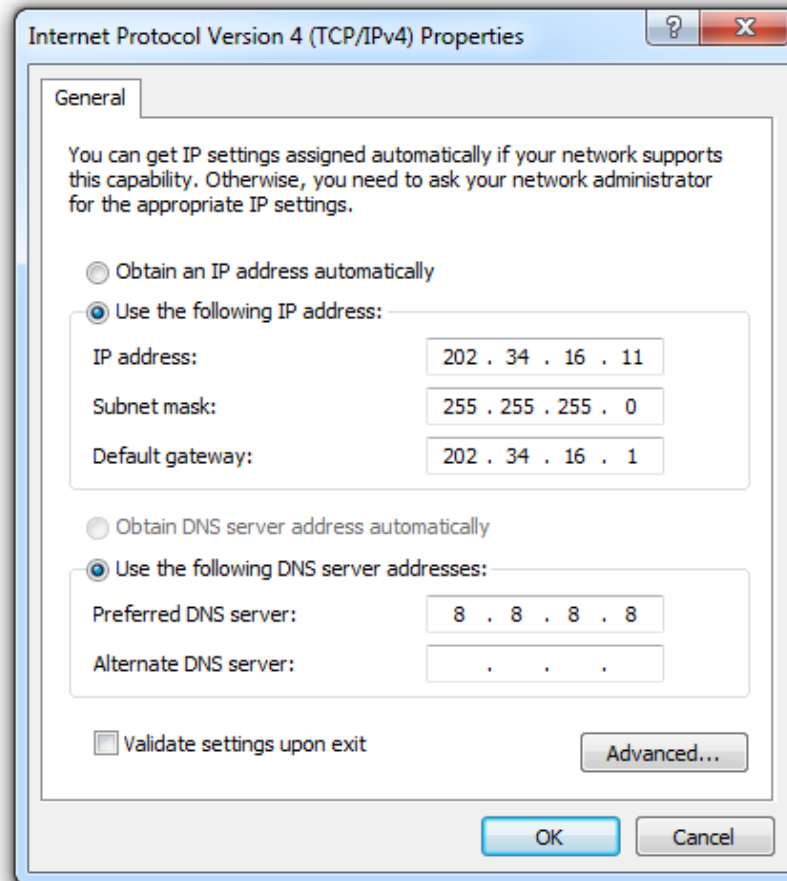 Internet Protocol Version 4 (TCP/IPv4) Properties
General
You can get IP settings assigned automatically if your network supports
this capability. Otherwise, you need to ask your network administrator
for the appropriate IP settings.
Obtain an IP address automatically
Use the following IP address:
IP address: 202 . 34 . 16 . 11
Subnet mask: 255 . 255 . 255 . 0
Default gateway: 202 . 34 . 16 . 1
Obtain DNS server address automatically
Use the following DNS server addresses:
Preferred DNS server: 8 . 8 . 8 . 8
Alternate DNS server: . . .
Validate settings upon exit
Advanced...
OK Cancel